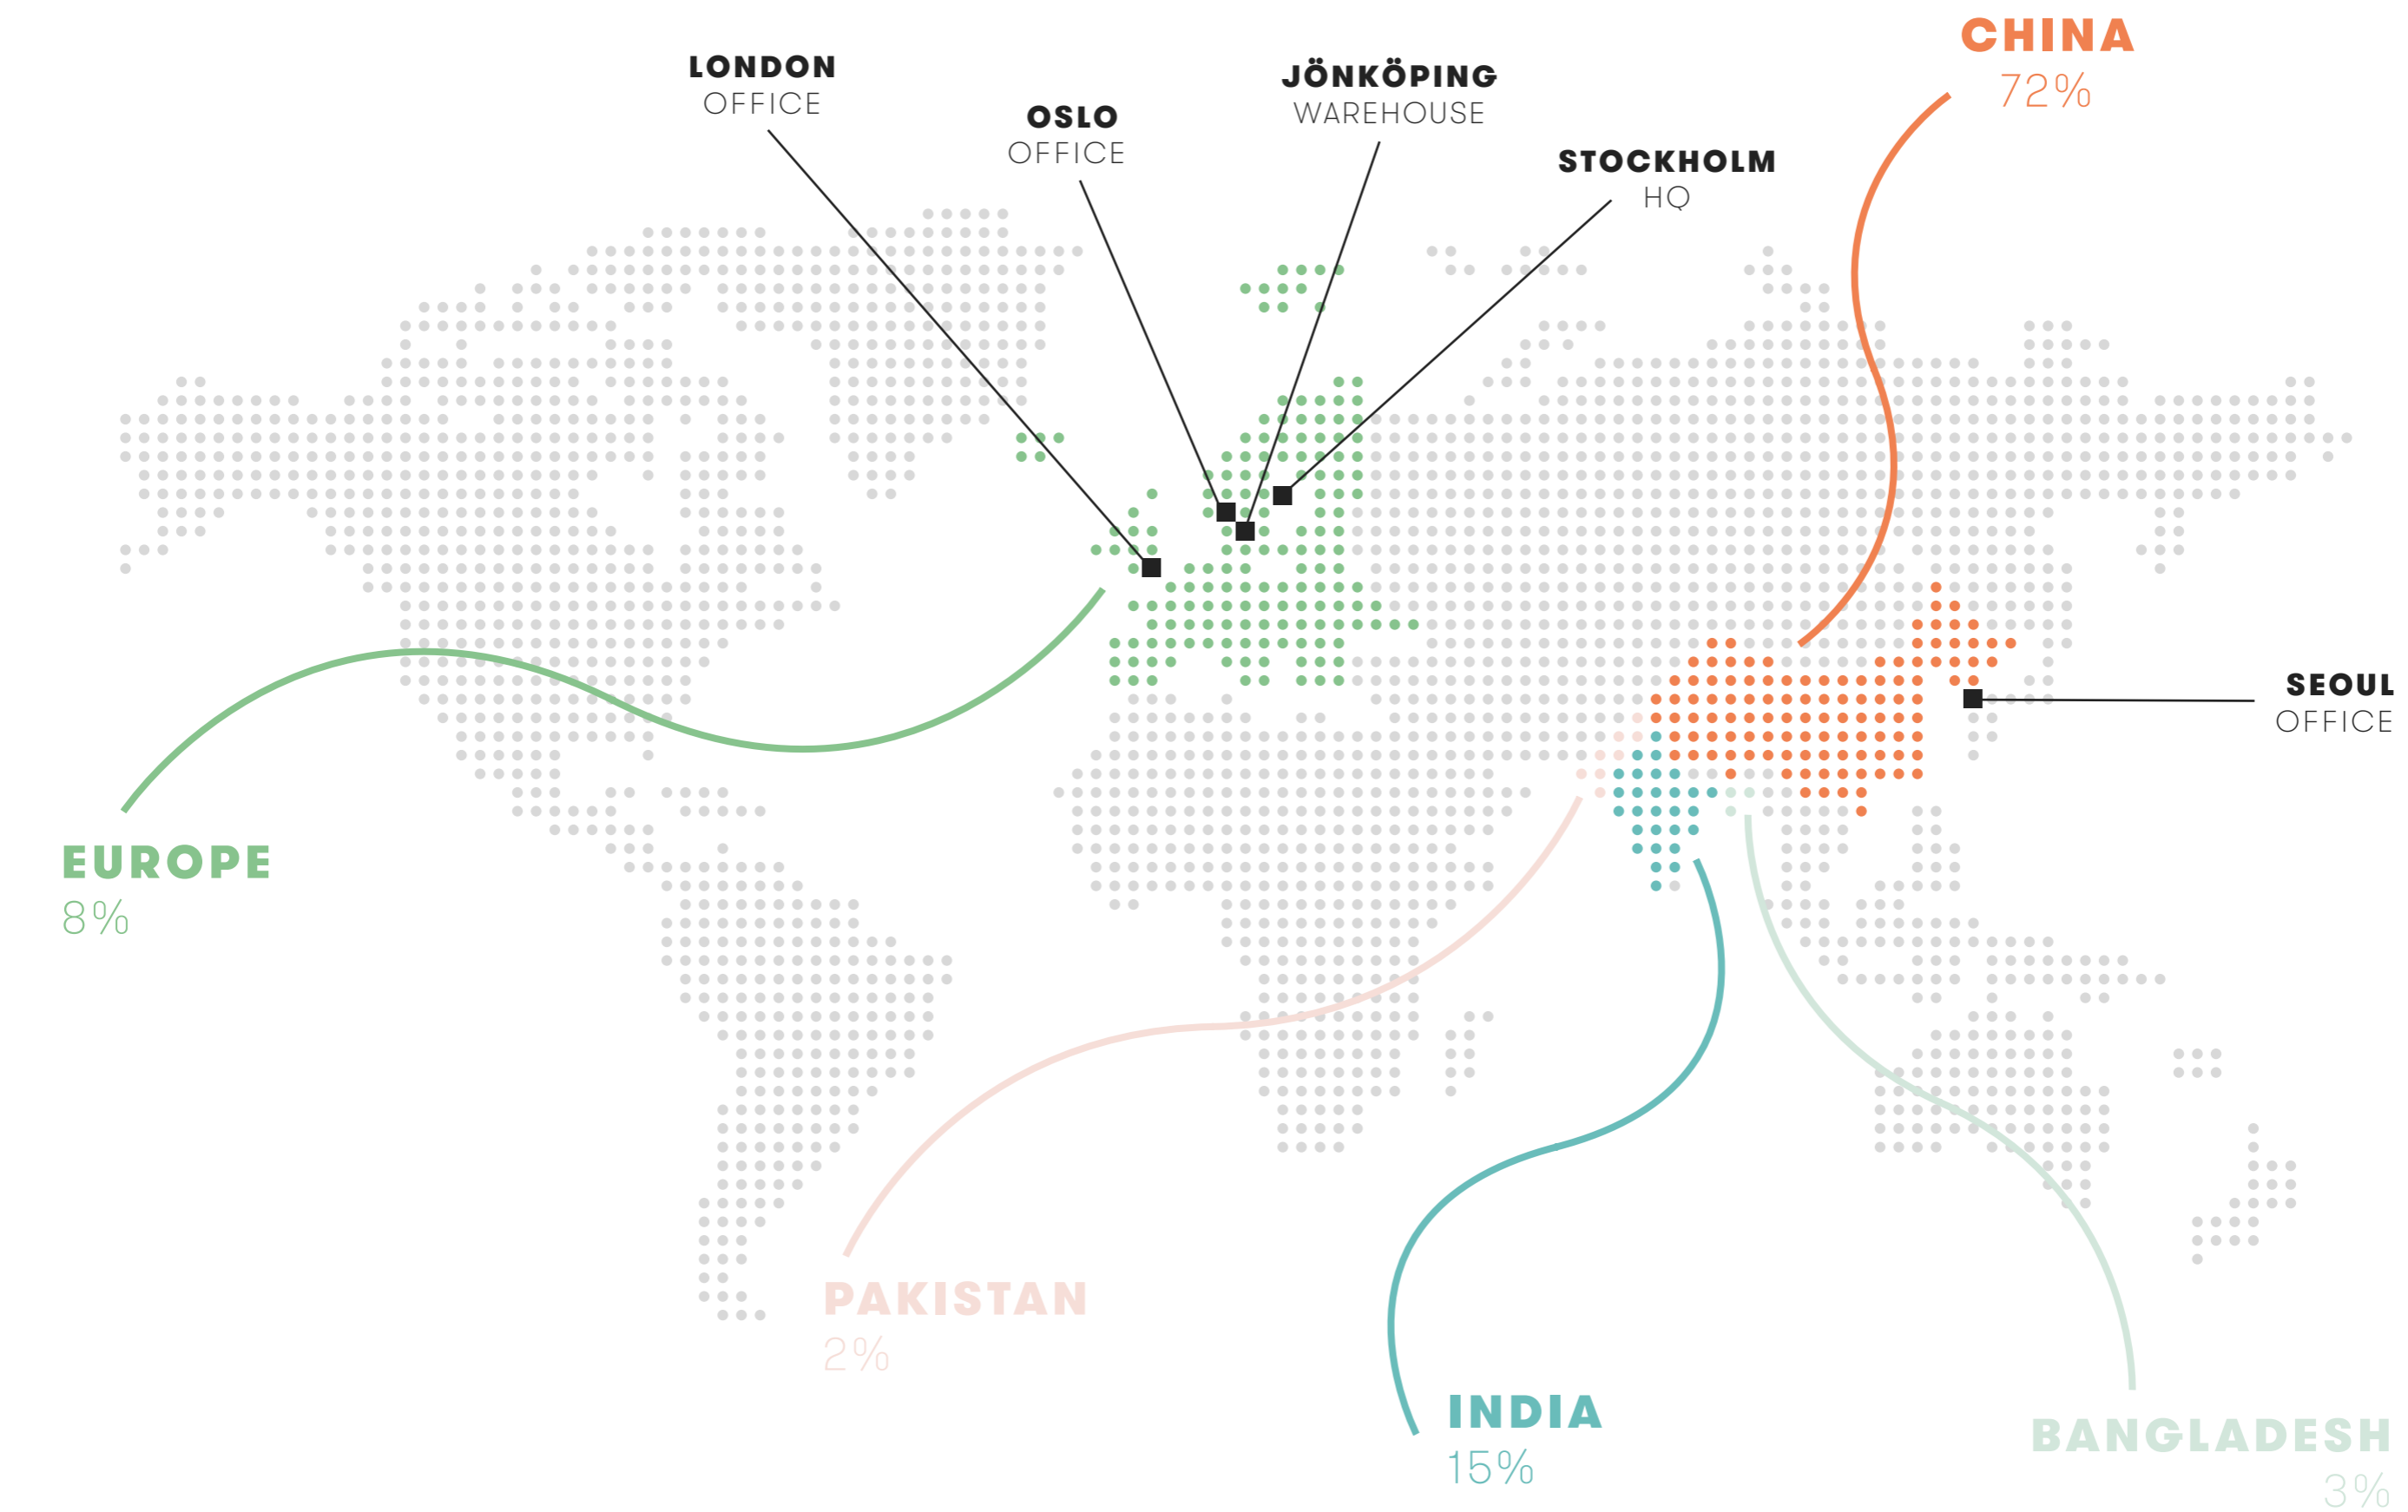 CHINA
72%
LONDON
OFFICE
JÖNKÖPING
WAREHOUSE
OSLO
OFFICE
STOCKHOLM
HQ
SEOUL
OFFICE
EUROPE
8%
PAKISTAN
2%
INDIA
15%
BANGLADESH
3%